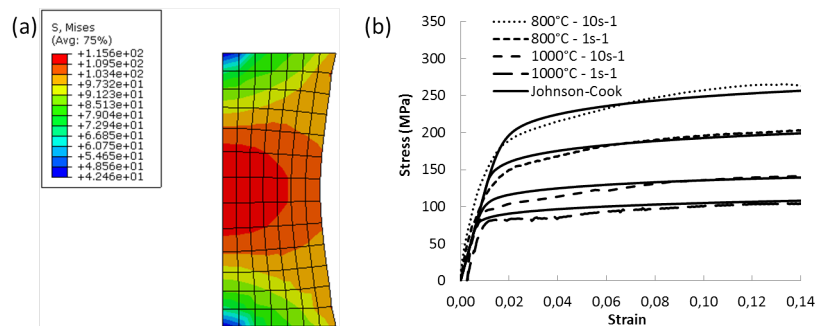 (a)
S, Mises
(Avg: 75%)
+1.156e+02
+1.095e+02
+1.034e+02
+9.732e+01
+9.123e+01
+8.513e+01
+7.904e+01
+7.294e+01
+6.685e+01
+6.075e+01
+5.465e+01
+4.856e+01
+4.246e+01
(b)
800°C - 10s-1
800°C - 1s-1
1000°C - 10s-1
1000°C - 1s-1
Johnson-Cook
Stress (MPa)
350
300
250
200
150
100
50
0
0,00 0,02 0,04 0,06 0,08 0,10 0,12 0,14
Strain